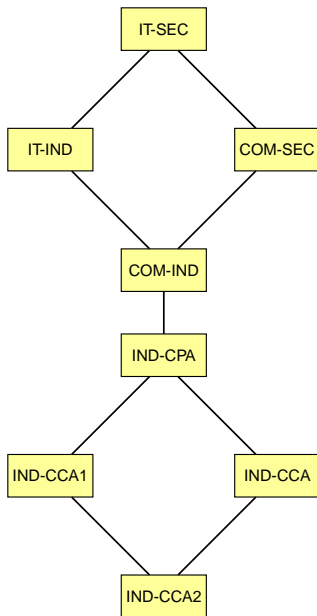 IT-SEC
IT-IND
COM-SEC
COM-IND
IND-CPA
IND-CCA1
IND-CCA
IND-CCA2